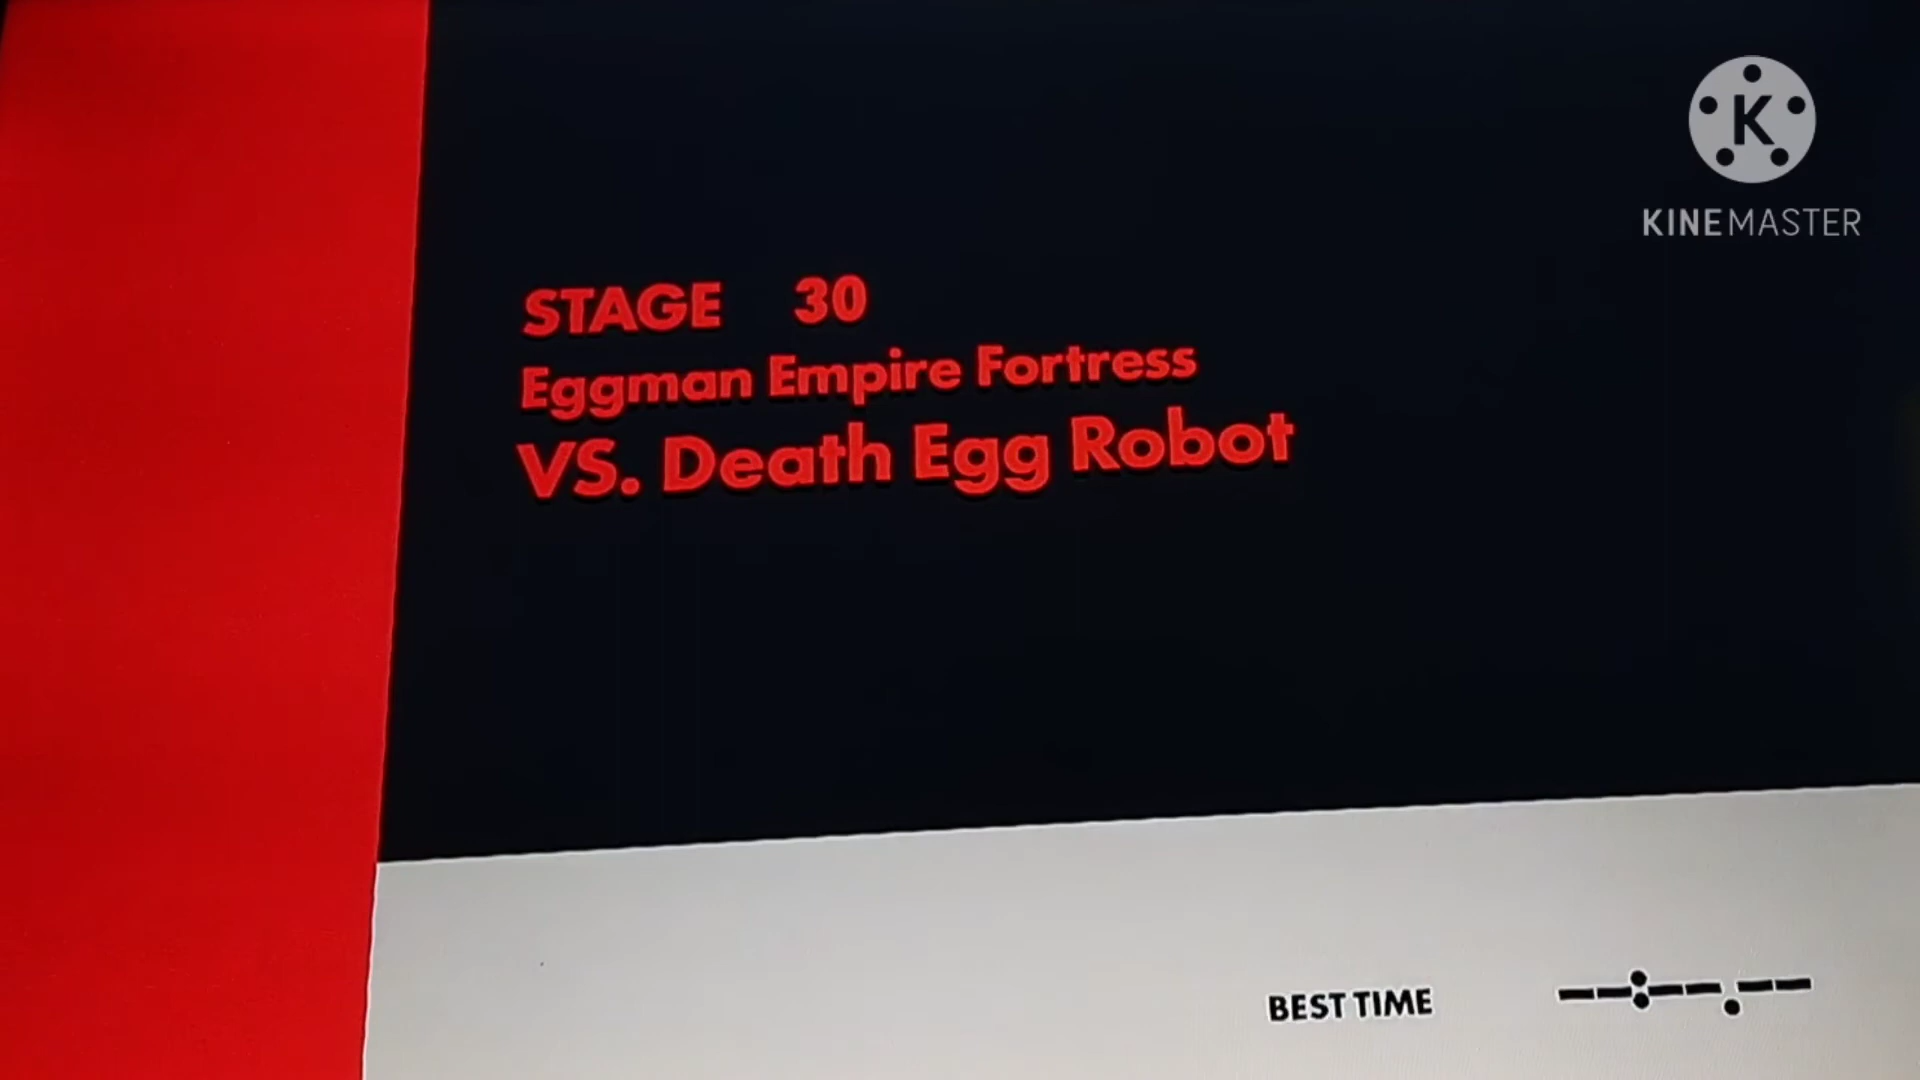 K
KINEMASTER
STAGE 30
Eggman Empire Fortress
VS. Death Egg Robot
BEST TIME --:--.--